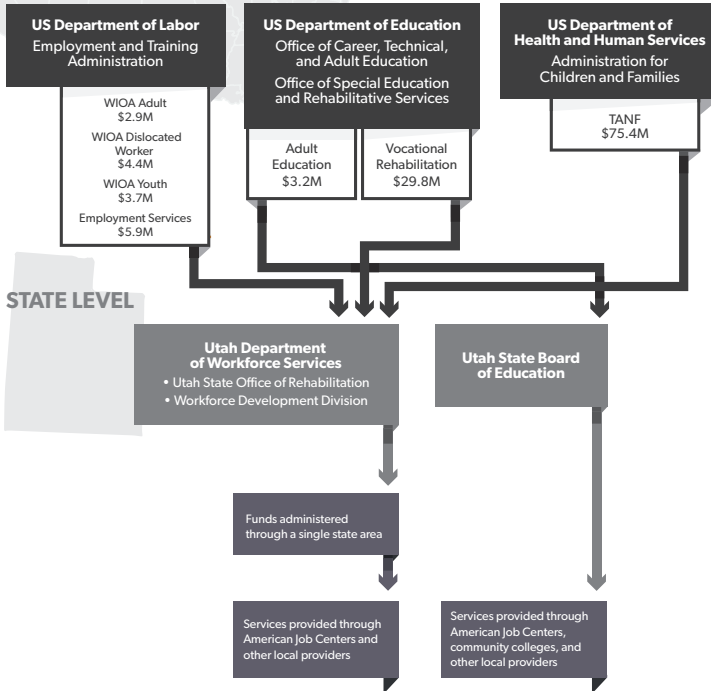 US Department of Labor
Employment and Training
Administration
WIOA Adult
$2.9M
WIOA Dislocated
Worker
$4.4M
WIOA Youth
$3.7M
Employment Services
$5.9M
US Department of Education
Office of Career, Technical,
and Adult Education
Office of Special Education
and Rehabilitative Services
Adult
Education
$3.2M
Vocational
Rehabilitation
$29.8M
US Department of
Health and Human Services
Administration for
Children and Families
TANF
$75.4M
STATE LEVEL
Utah Department
of Workforce Services
• Utah State Office of Rehabilitation
• Workforce Development Division
Utah State Board
of Education
Funds administered
through a single state area
Services provided through
American Job Centers and
other local providers
Services provided through
American Job Centers,
community colleges, and
other local providers